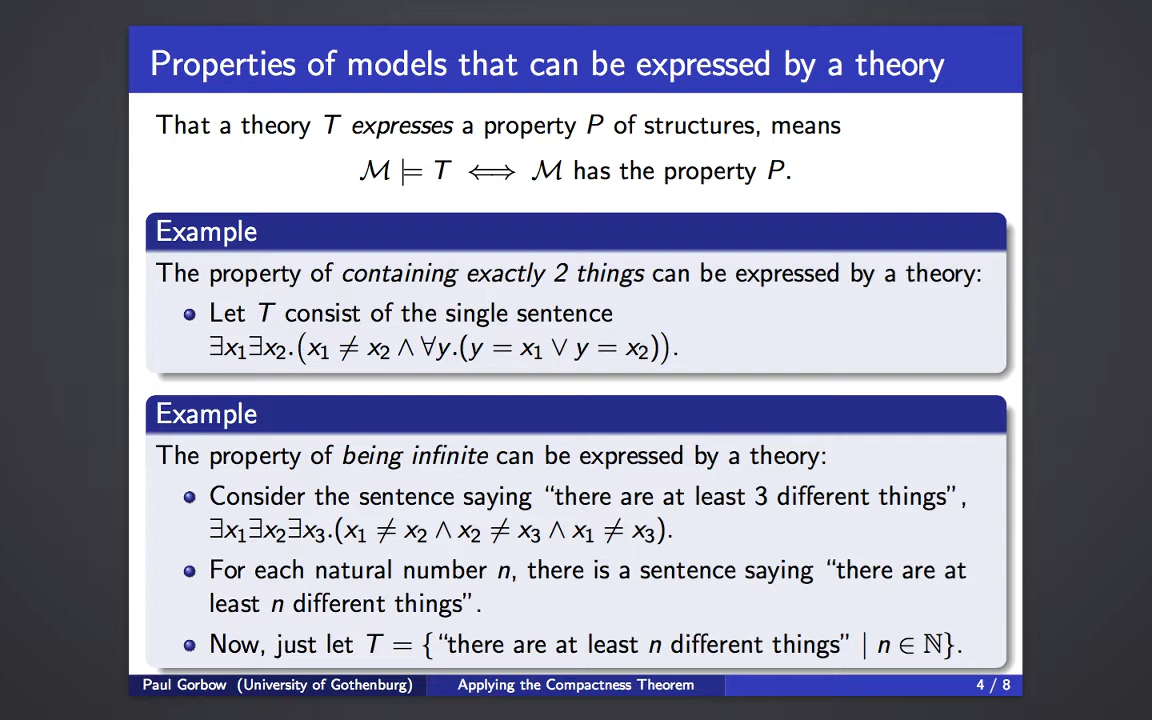 Properties of models that can be expressed by a theory
That a theory T expresses a property P of structures, means
ℳ ⊨ T ⟺ ℳ has the property P.
Example
The property of containing exactly 2 things can be expressed by a theory:
Let T consist of the single sentence
∃x₁∃x₂.(x₁ ≠ x₂ ∧ ∀y.(y = x₁ ∨ y = x₂)).
Example
The property of being infinite can be expressed by a theory:
Consider the sentence saying “there are at least 3 different things”,
∃x₁∃x₂∃x₃.(x₁ ≠ x₂ ∧ x₂ ≠ x₃ ∧ x₁ ≠ x₃).
For each natural number n, there is a sentence saying “there are at
least n different things”.
Now, just let T = {“there are at least n different things” | n ∈ ℕ}.
Paul Gorbow (University of Gothenburg) Applying the Compactness Theorem 4 / 8